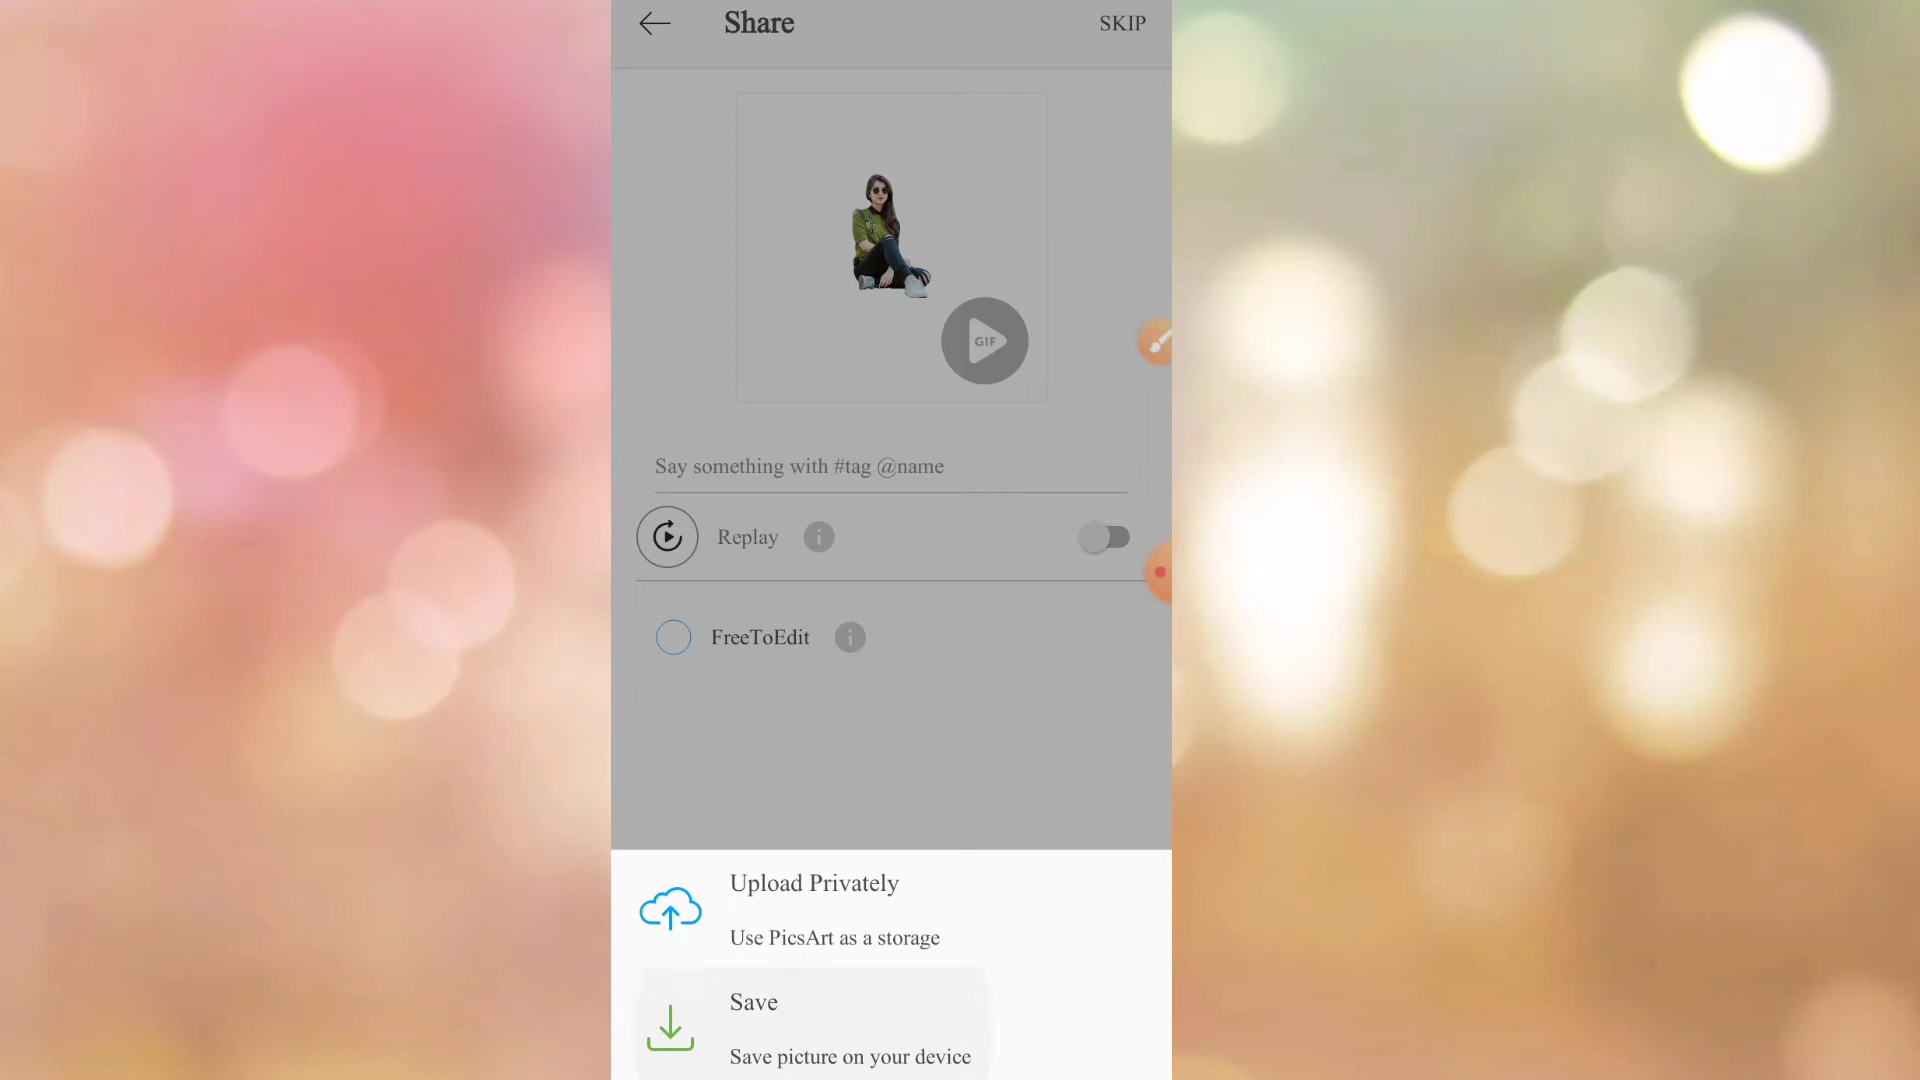 Share
SKIP
GIF
Say something with #tag @name
Replay
FreeToEdit
Upload Privately
Use PicsArt as a storage
Save
Save picture on your device